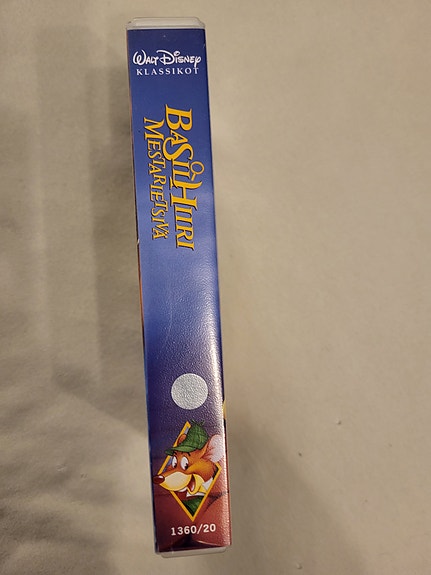 WALT DISNEY
KLASSIKOT
BASIL HIIRI
MESTARIETSIVÄ
1360/20